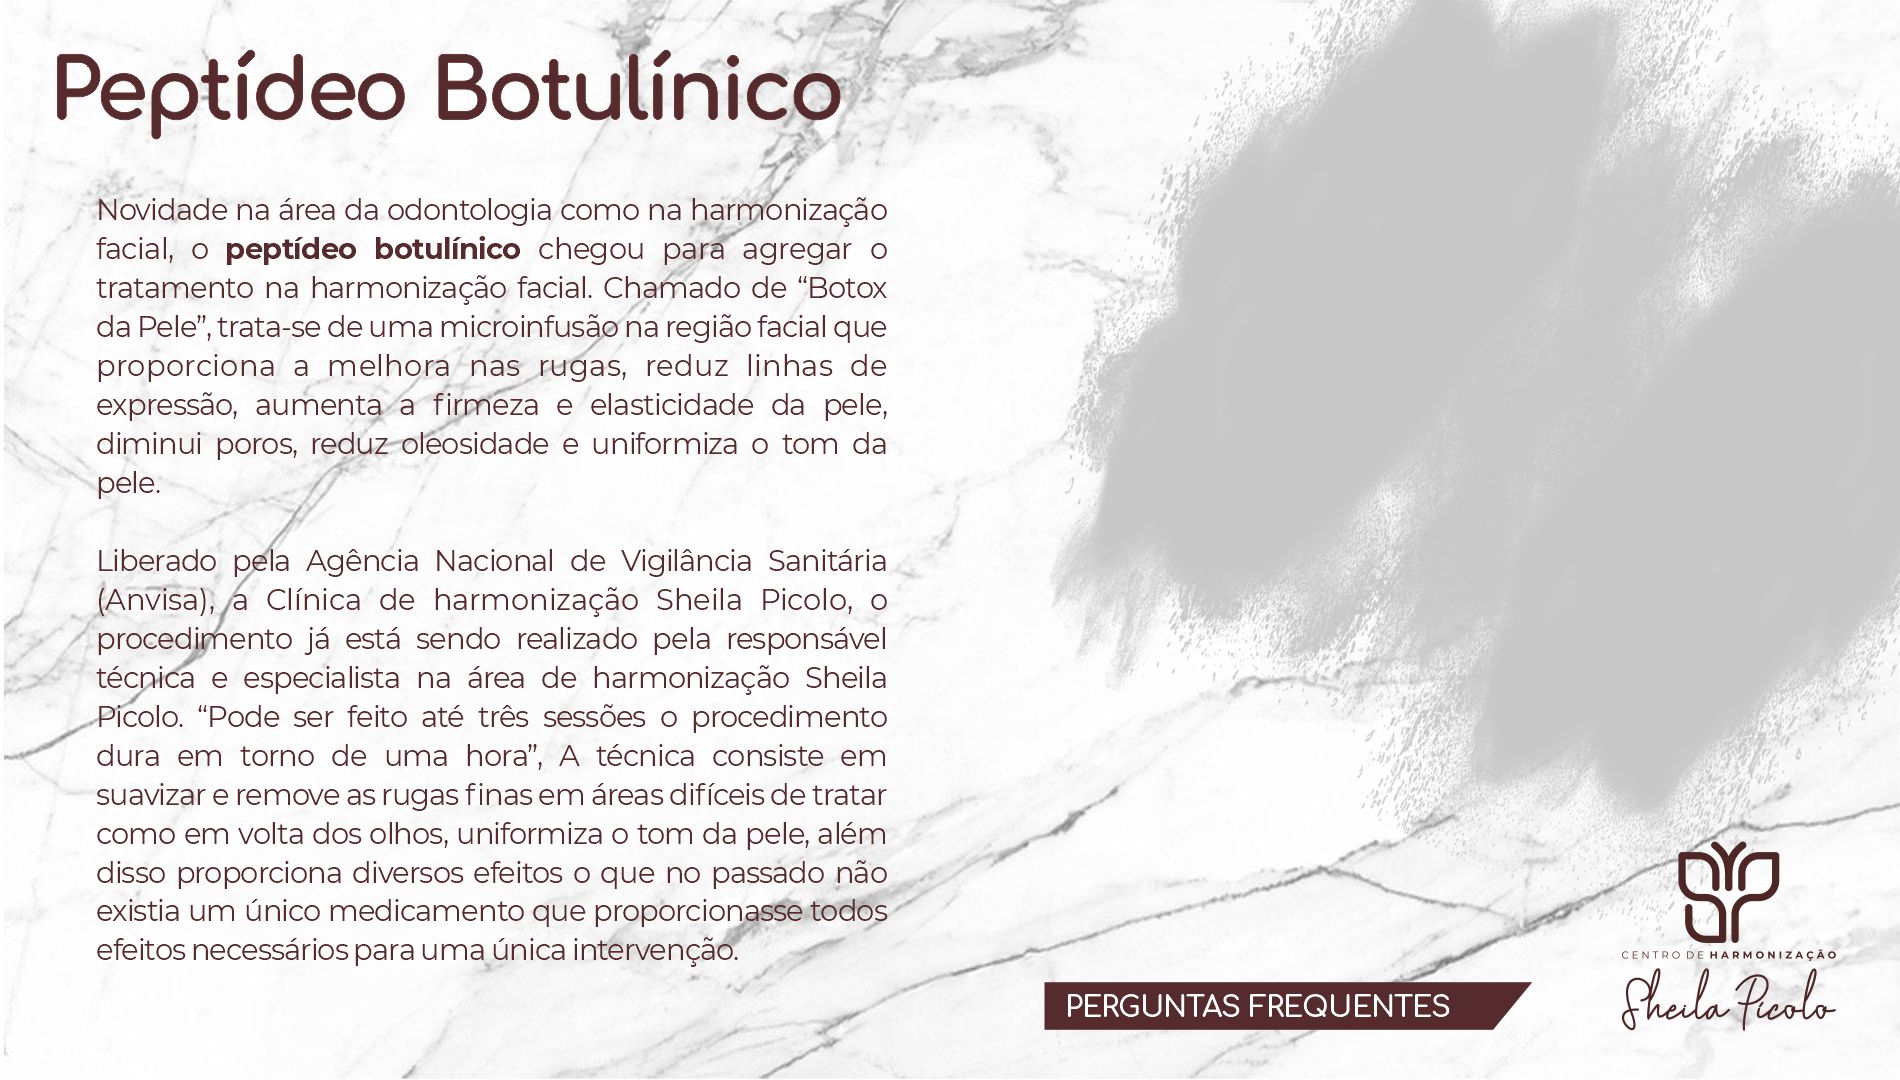 Peptídeo Botulínico
Novidade na área da odontologia como na harmonização
facial, o peptídeo botulínico chegou para agregar o
tratamento na harmonização facial. Chamado de “Botox
da Pele”, trata-se de uma microinfusão na região facial que
proporciona a melhora nas rugas, reduz linhas de
expressão, aumenta a firmeza e elasticidade da pele,
diminui poros, reduz oleosidade e uniformiza o tom da
pele.
Liberado pela Agência Nacional de Vigilância Sanitária
(Anvisa), a Clínica de harmonização Sheila Picolo, o
procedimento já está sendo realizado pela responsável
técnica e especialista na área de harmonização Sheila
Picolo. “Pode ser feito até três sessões o procedimento
dura em torno de uma hora”, A técnica consiste em
suavizar e remove as rugas finas em áreas difíceis de tratar
como em volta dos olhos, uniformiza o tom da pele, além
disso proporciona diversos efeitos o que no passado não
existia um único medicamento que proporcionasse todos
efeitos necessários para uma única intervenção.
PERGUNTAS FREQUENTES
CENTRO DE HARMONIZAÇÃO
Sheila Picolo